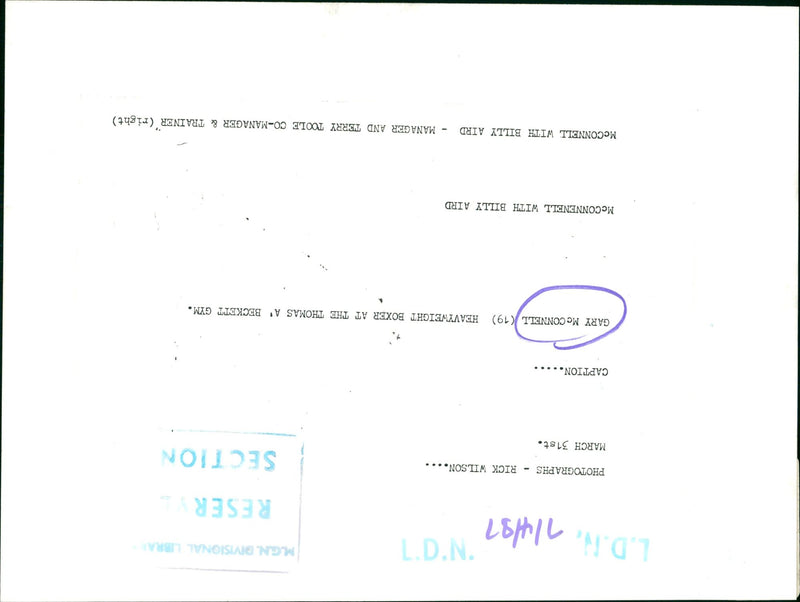 L.D.N.
7/4/87
L.D.N.
M.G.N. DIVISIONAL LIBRARY
RESERVE
SECTION
PHOTOGRAPHS - RICK WILSON....
MARCH 31st.
CAPTION.....
GARY McCONNELL (19) HEAVYWEIGHT BOXER AT THE THOMAS A' BECKETT GYM.
McCONNENELL WITH BILLY AIRD
McCONNELL WITH BILLY AIRD - MANAGER AND TERRY TOOLE CO-MANAGER & TRAINER (right)